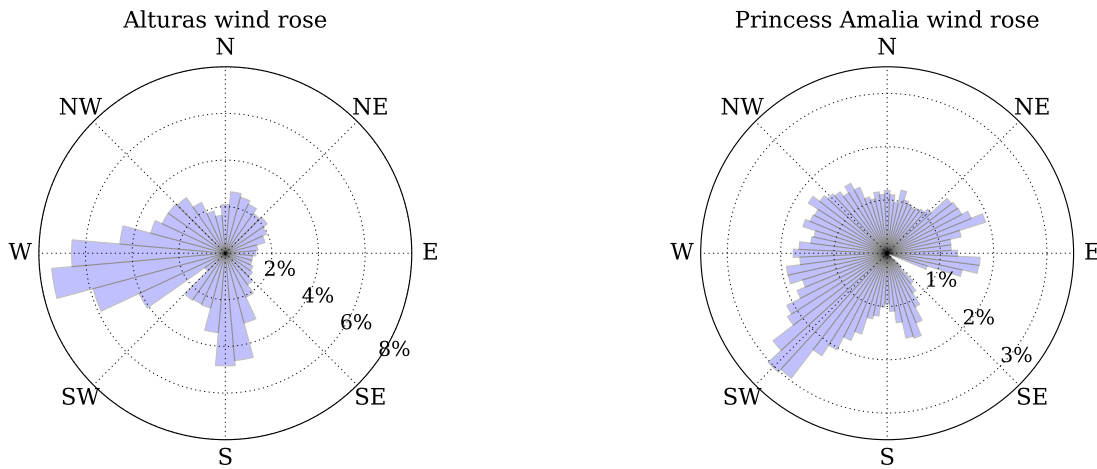 Alturas wind rose
N
NW
NE
W
E
2%
4%
6%
8%
SW
SE
S
Princess Amalia wind rose
N
NW
NE
W
E
1%
2%
3%
SW
SE
S